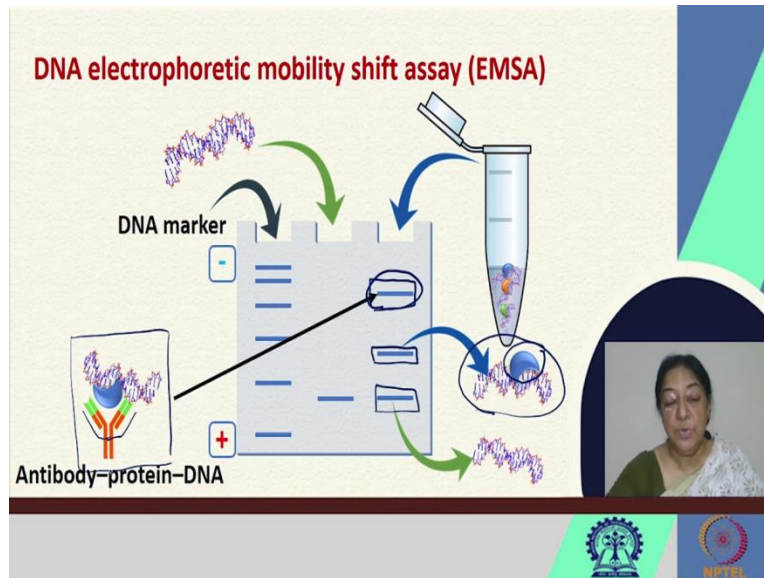 DNA electrophoretic mobility shift assay (EMSA)
DNA marker
-
+
Antibody–protein–DNA
NPTEL